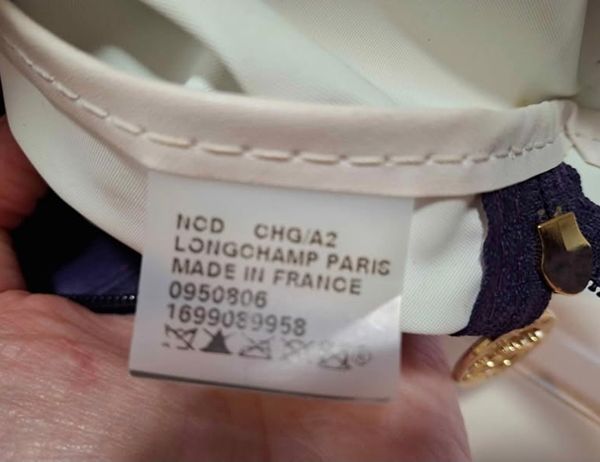 NCD CHG/A2
LONGCHAMP PARIS
MADE IN FRANCE
0950806
1699089958